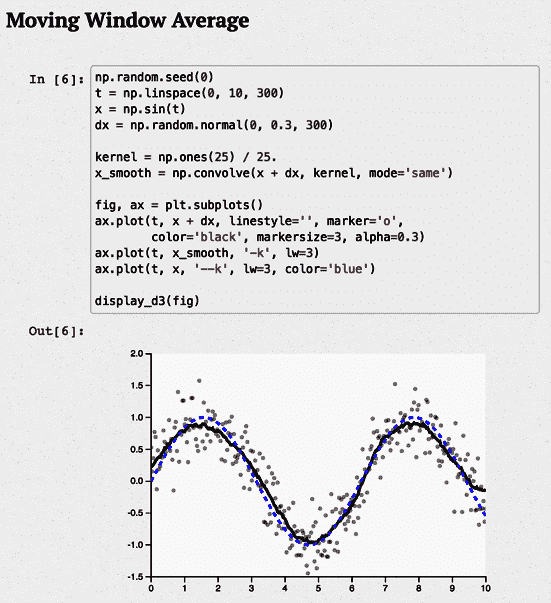 Moving Window Average
In [6]:
np.random.seed(0)
t = np.linspace(0, 10, 300)
x = np.sin(t)
dx = np.random.normal(0, 0.3, 300)
kernel = np.ones(25) / 25.
x_smooth = np.convolve(x + dx, kernel, mode='same')
fig, ax = plt.subplots()
ax.plot(t, x + dx, linestyle='', marker='o',
color='black', markersize=3, alpha=0.3)
ax.plot(t, x_smooth, '-k', lw=3)
ax.plot(t, x, '--k', lw=3, color='blue')
display_d3(fig)
Out[6]:
2.0
1.5
1.0
0.5
0.0
-0.5
-1.0
-1.5
0 1 2 3 4 5 6 7 8 9 10